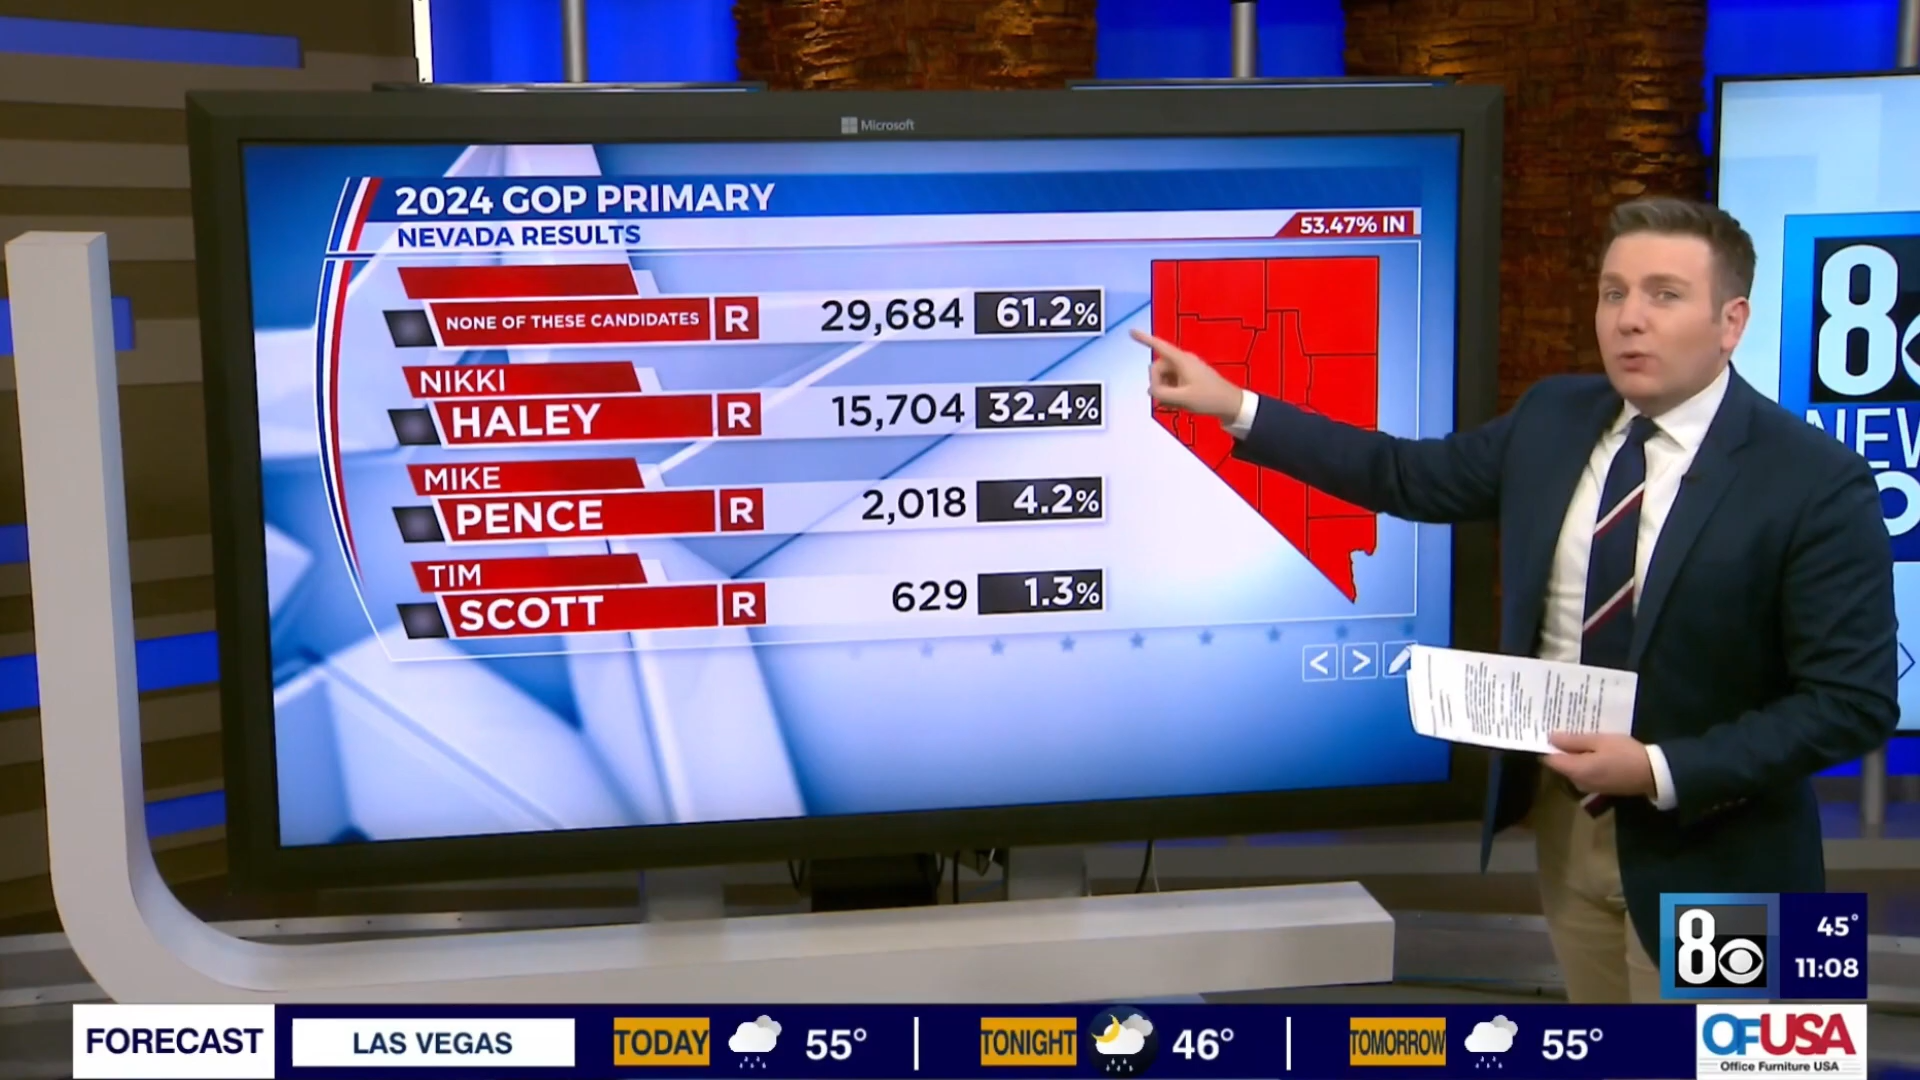 Microsoft
2024 GOP PRIMARY
NEVADA RESULTS
53.47% IN
NONE OF THESE CANDIDATES R 29,684 61.2%
NIKKI
HALEY R 15,704 32.4%
MIKE
PENCE R 2,018 4.2%
TIM
SCOTT R 629 1.3%
< >
8
8
45°
11:08
FORECAST LAS VEGAS TODAY 55° TONIGHT 46° TOMORROW 55°
OFUSA
Office Furniture USA